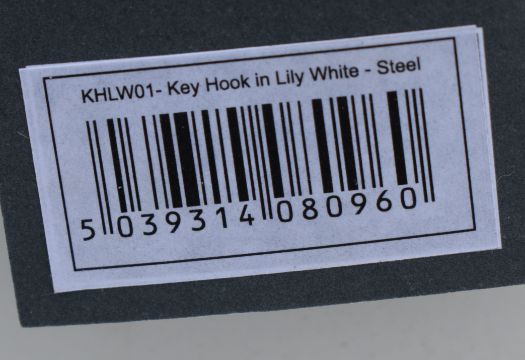 KHLW01- Key Hook in Lily White - Steel
5 039314 080960